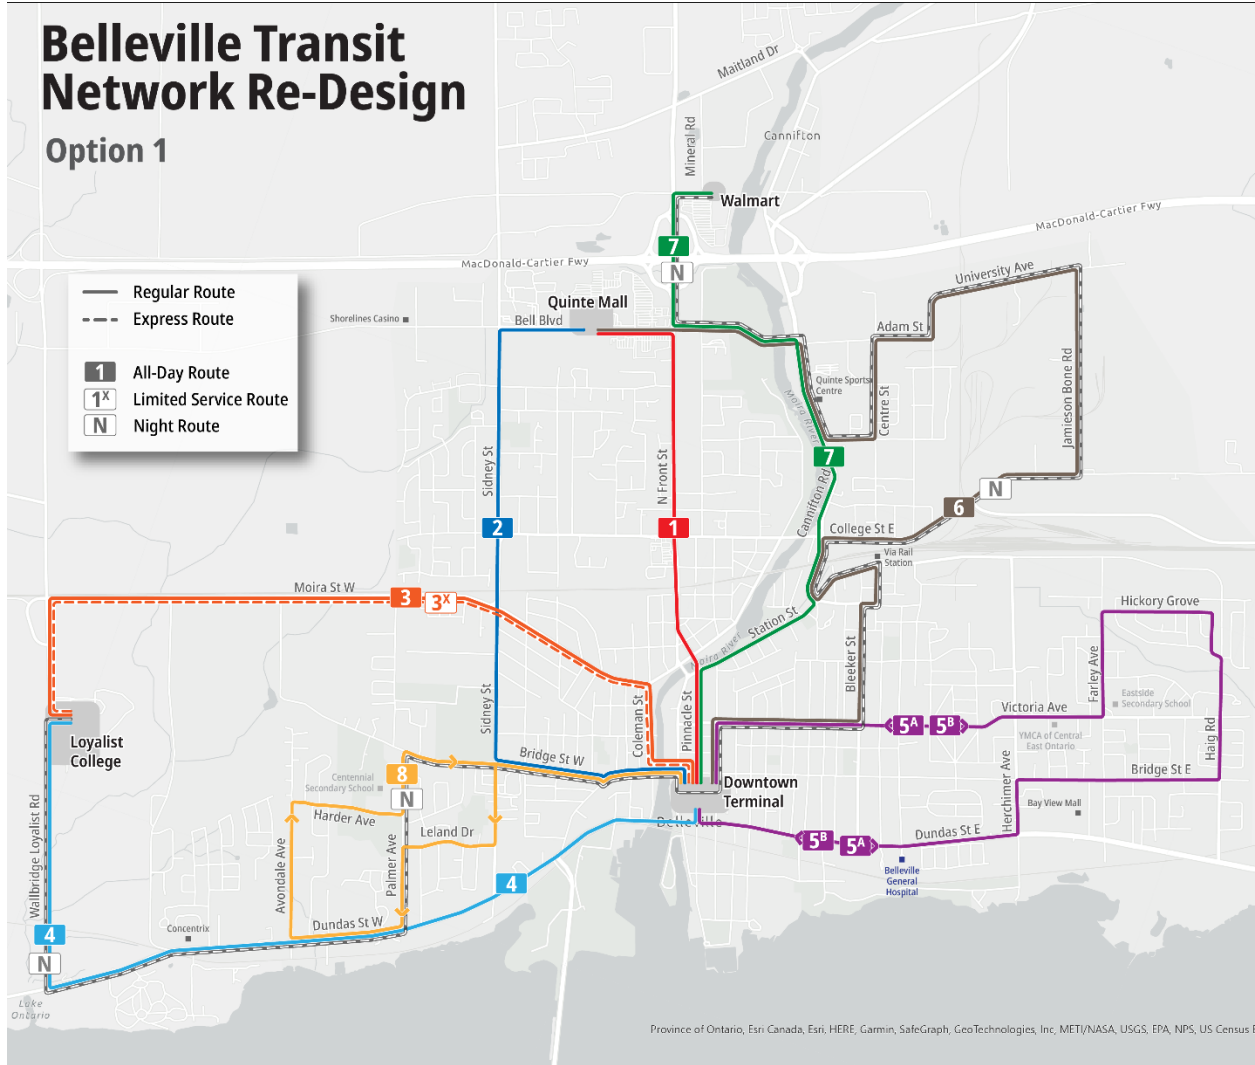 Belleville Transit
Network Re-Design
Option 1
Maitland Dr
Mineral Rd
Cannifton
Walmart
MacDonald-Cartier Fwy
7
N
MacDonald-Cartier Fwy
University Ave
Regular Route
Express Route
1 All-Day Route
1X Limited Service Route
N Night Route
Quinte Mall
Shorelines Casino
Bell Blvd
Adam St
Quinte Sports
Centre
Centre St
Jamieson Bone Rd
Moira River
Sidney St
N Front St
7
Cannifton Rd
N
6
2
1
College St E
Via Rail
Station
Moira St W
3
3X
Hickory Grove
Station St
Moira River
Bleeker St
Farley Ave
Eastside
Secondary School
Sidney St
Coleman St
Pinnacle St
5A
5B
Victoria Ave
YMCA of Central
East Ontario
Haig Rd
Loyalist
College
Bridge St W
Bridge St E
8
N
Centennial
Secondary School
Downtown
Terminal
Herchimer Ave
Bay View Mall
Harder Ave
Leland Dr
Belleville
5B
5A
Dundas St E
Wallbridge Loyalist Rd
Avondale Ave
Palmer Ave
4
Belleville
General
Hospital
Dundas St W
Concentrix
4
N
Lake
Ontario
Province of Ontario, Esri Canada, Esri, HERE, Garmin, SafeGraph, GeoTechnologies, Inc, METI/NASA, USGS, EPA, NPS, US Census